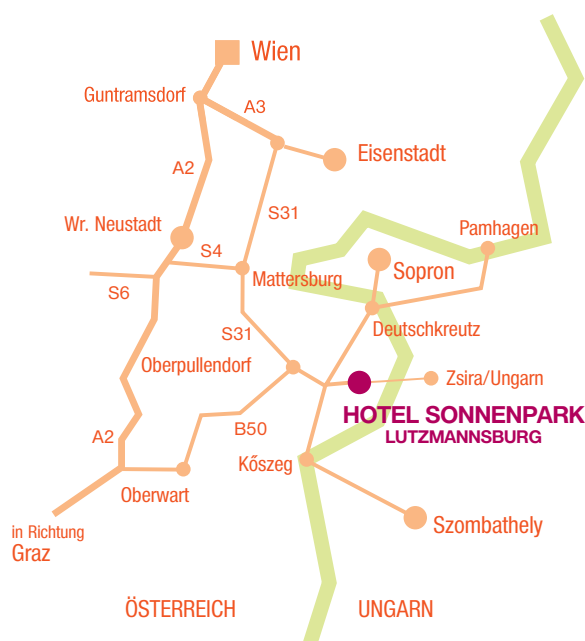 Wien
Guntramsdorf
A3
Eisenstadt
A2
S31
Wr. Neustadt
Pamhagen
S4
Sopron
Mattersburg
S6
S31
Deutschkreutz
Oberpullendorf
Zsira/Ungarn
HOTEL SONNENPARK
LUTZMANNSBURG
B50
A2
Kőszeg
Oberwart
in Richtung
Graz
Szombathely
ÖSTERREICH
UNGARN